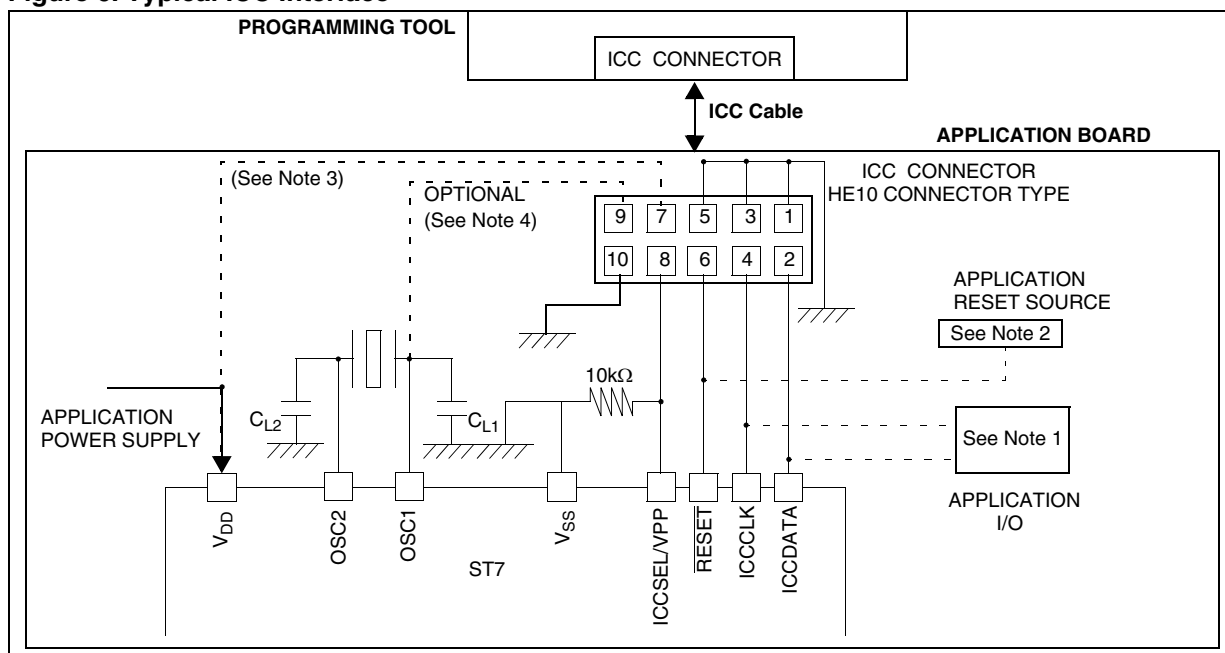 Figure 6. Typical ICC Interface
PROGRAMMING TOOL
ICC CONNECTOR
ICC Cable
APPLICATION BOARD
(See Note 3)
OPTIONAL
(See Note 4)
ICC CONNECTOR
HE10 CONNECTOR TYPE
9 7 5 3 1
10 8 6 4 2
APPLICATION
RESET SOURCE
See Note 2
10kΩ
APPLICATION
POWER SUPPLY
CL2
CL1
See Note 1
APPLICATION
I/O
VDD
OSC2
OSC1
VSS
ICCSEL/VPP
RESET
ICCCLK
ICCDATA
ST7